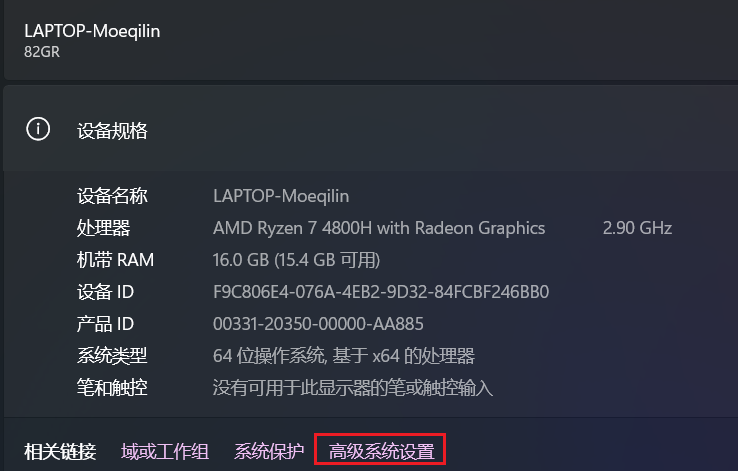 LAPTOP-Moeqilin
82GR
设备规格
设备名称 LAPTOP-Moeqilin
处理器 AMD Ryzen 7 4800H with Radeon Graphics 2.90 GHz
机带 RAM 16.0 GB (15.4 GB 可用)
设备 ID F9C806E4-076A-4EB2-9D32-84FCBF246BB0
产品 ID 00331-20350-00000-AA885
系统类型 64 位操作系统, 基于 x64 的处理器
笔和触控 没有可用于此显示器的笔或触控输入
相关链接 域或工作组 系统保护 高级系统设置